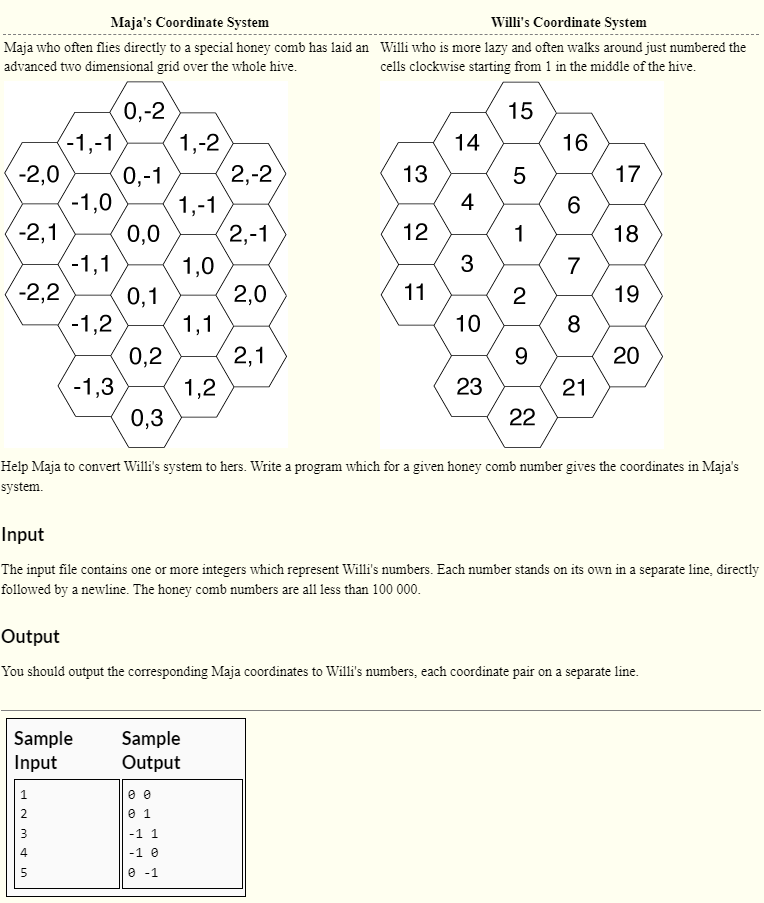 Maja's Coordinate System
Willi's Coordinate System
Maja who often flies directly to a special honey comb has laid an
advanced two dimensional grid over the whole hive.
Willi who is more lazy and often walks around just numbered the
cells clockwise starting from 1 in the middle of the hive.
0,-2
-1,-1 1,-2
-2,0 0,-1 2,-2
-1,0 1,-1
-2,1 0,0 2,-1
-1,1 1,0
-2,2 0,1 2,0
-1,2 1,1
0,2 2,1
-1,3 1,2
0,3
15
14 16
13 5 17
4 6
12 1 18
3 7
11 2 19
10 8
9 20
23 21
22
Help Maja to convert Willi's system to hers. Write a program which for a given honey comb number gives the coordinates in Maja's
system.
Input
The input file contains one or more integers which represent Willi's numbers. Each number stands on its own in a separate line, directly
followed by a newline. The honey comb numbers are all less than 100 000.
Output
You should output the corresponding Maja coordinates to Willi's numbers, each coordinate pair on a separate line.
Sample
Input
Sample
Output
1
2
3
4
5
0 0
0 1
-1 1
-1 0
0 -1